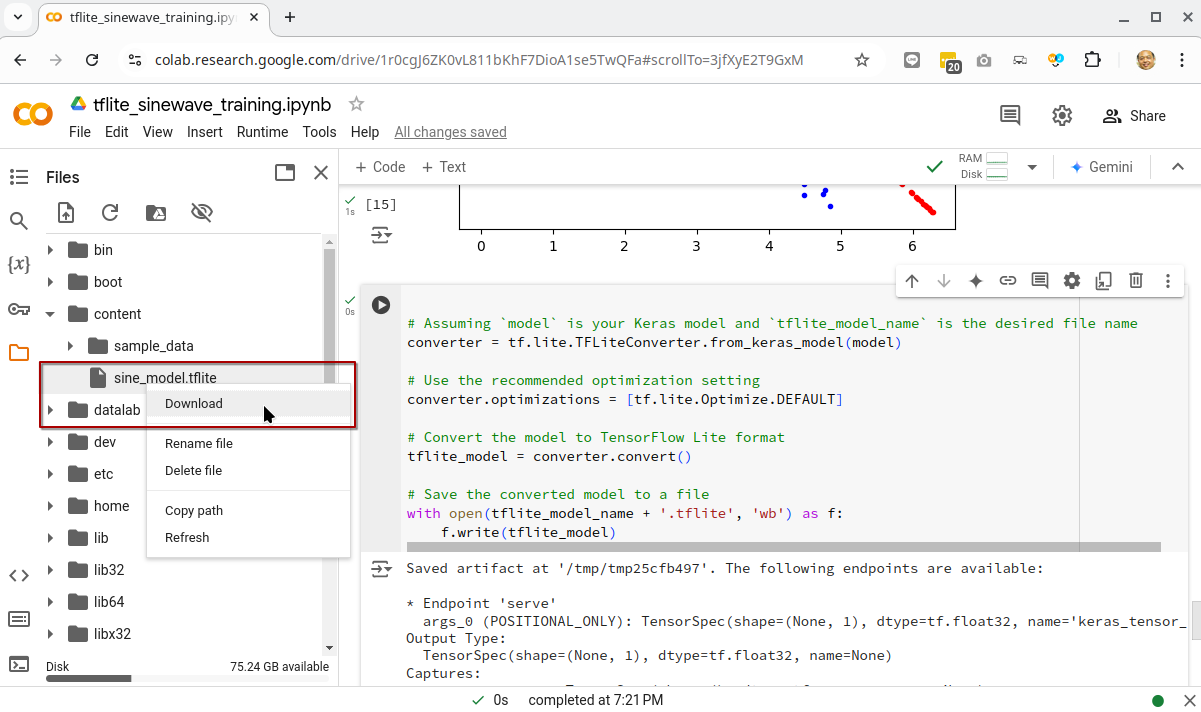 tflite_sinewave_training.ipy
colab.research.google.com/drive/1r0cgJ6ZK0vL811bKhF7DioA1se5TwQFa#scrollTo=3jfXyE2T9GxM
20
tflite_sinewave_training.ipynb
File Edit View Insert Runtime Tools Help All changes saved
Share
Files
+ Code + Text
RAM
Disk
Gemini
1s
[15]
0 1 2 3 4 5 6
{x}
bin
boot
content
sample_data
sine_model.tflite
datalab
dev
etc
home
lib
lib32
lib64
libx32
Download
Rename file
Delete file
Copy path
Refresh
Disk 75.24 GB available
0s
# Assuming `model` is your Keras model and `tflite_model_name` is the desired file name
converter = tf.lite.TFLiteConverter.from_keras_model(model)
# Use the recommended optimization setting
converter.optimizations = [tf.lite.Optimize.DEFAULT]
# Convert the model to TensorFlow Lite format
tflite_model = converter.convert()
# Save the converted model to a file
with open(tflite_model_name + '.tflite', 'wb') as f:
f.write(tflite_model)
Saved artifact at '/tmp/tmp25cfb497'. The following endpoints are available:
* Endpoint 'serve'
args_0 (POSITIONAL_ONLY): TensorSpec(shape=(None, 1), dtype=tf.float32, name='keras_tensor_
Output Type:
TensorSpec(shape=(None, 1), dtype=tf.float32, name=None)
Captures:
0s completed at 7:21 PM